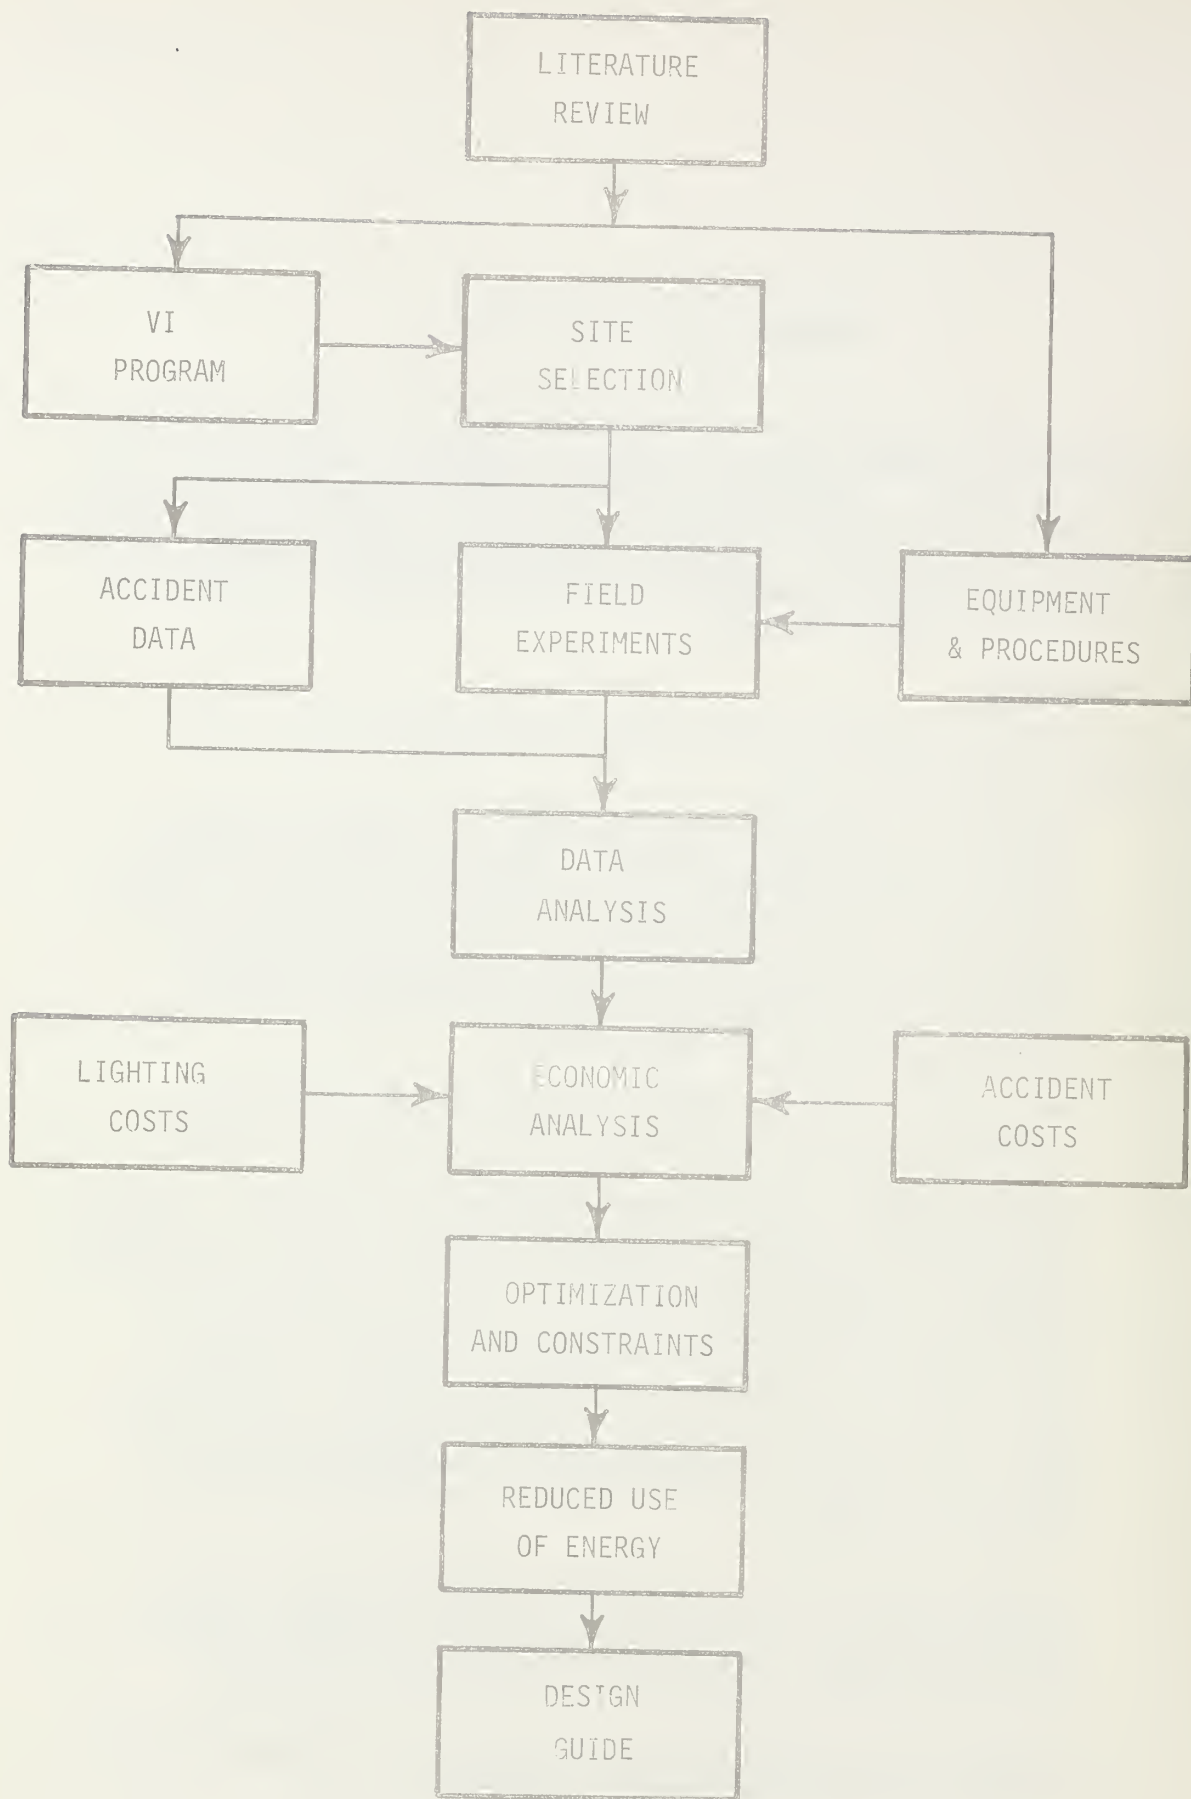 LITERATURE
REVIEW
VI
PROGRAM
SITE
SELECTION
ACCIDENT
DATA
FIELD
EXPERIMENTS
EQUIPMENT
& PROCEDURES
DATA
ANALYSIS
LIGHTING
COSTS
ECONOMIC
ANALYSIS
ACCIDENT
COSTS
OPTIMIZATION
AND CONSTRAINTS
REDUCED USE
OF ENERGY
DESIGN
GUIDE